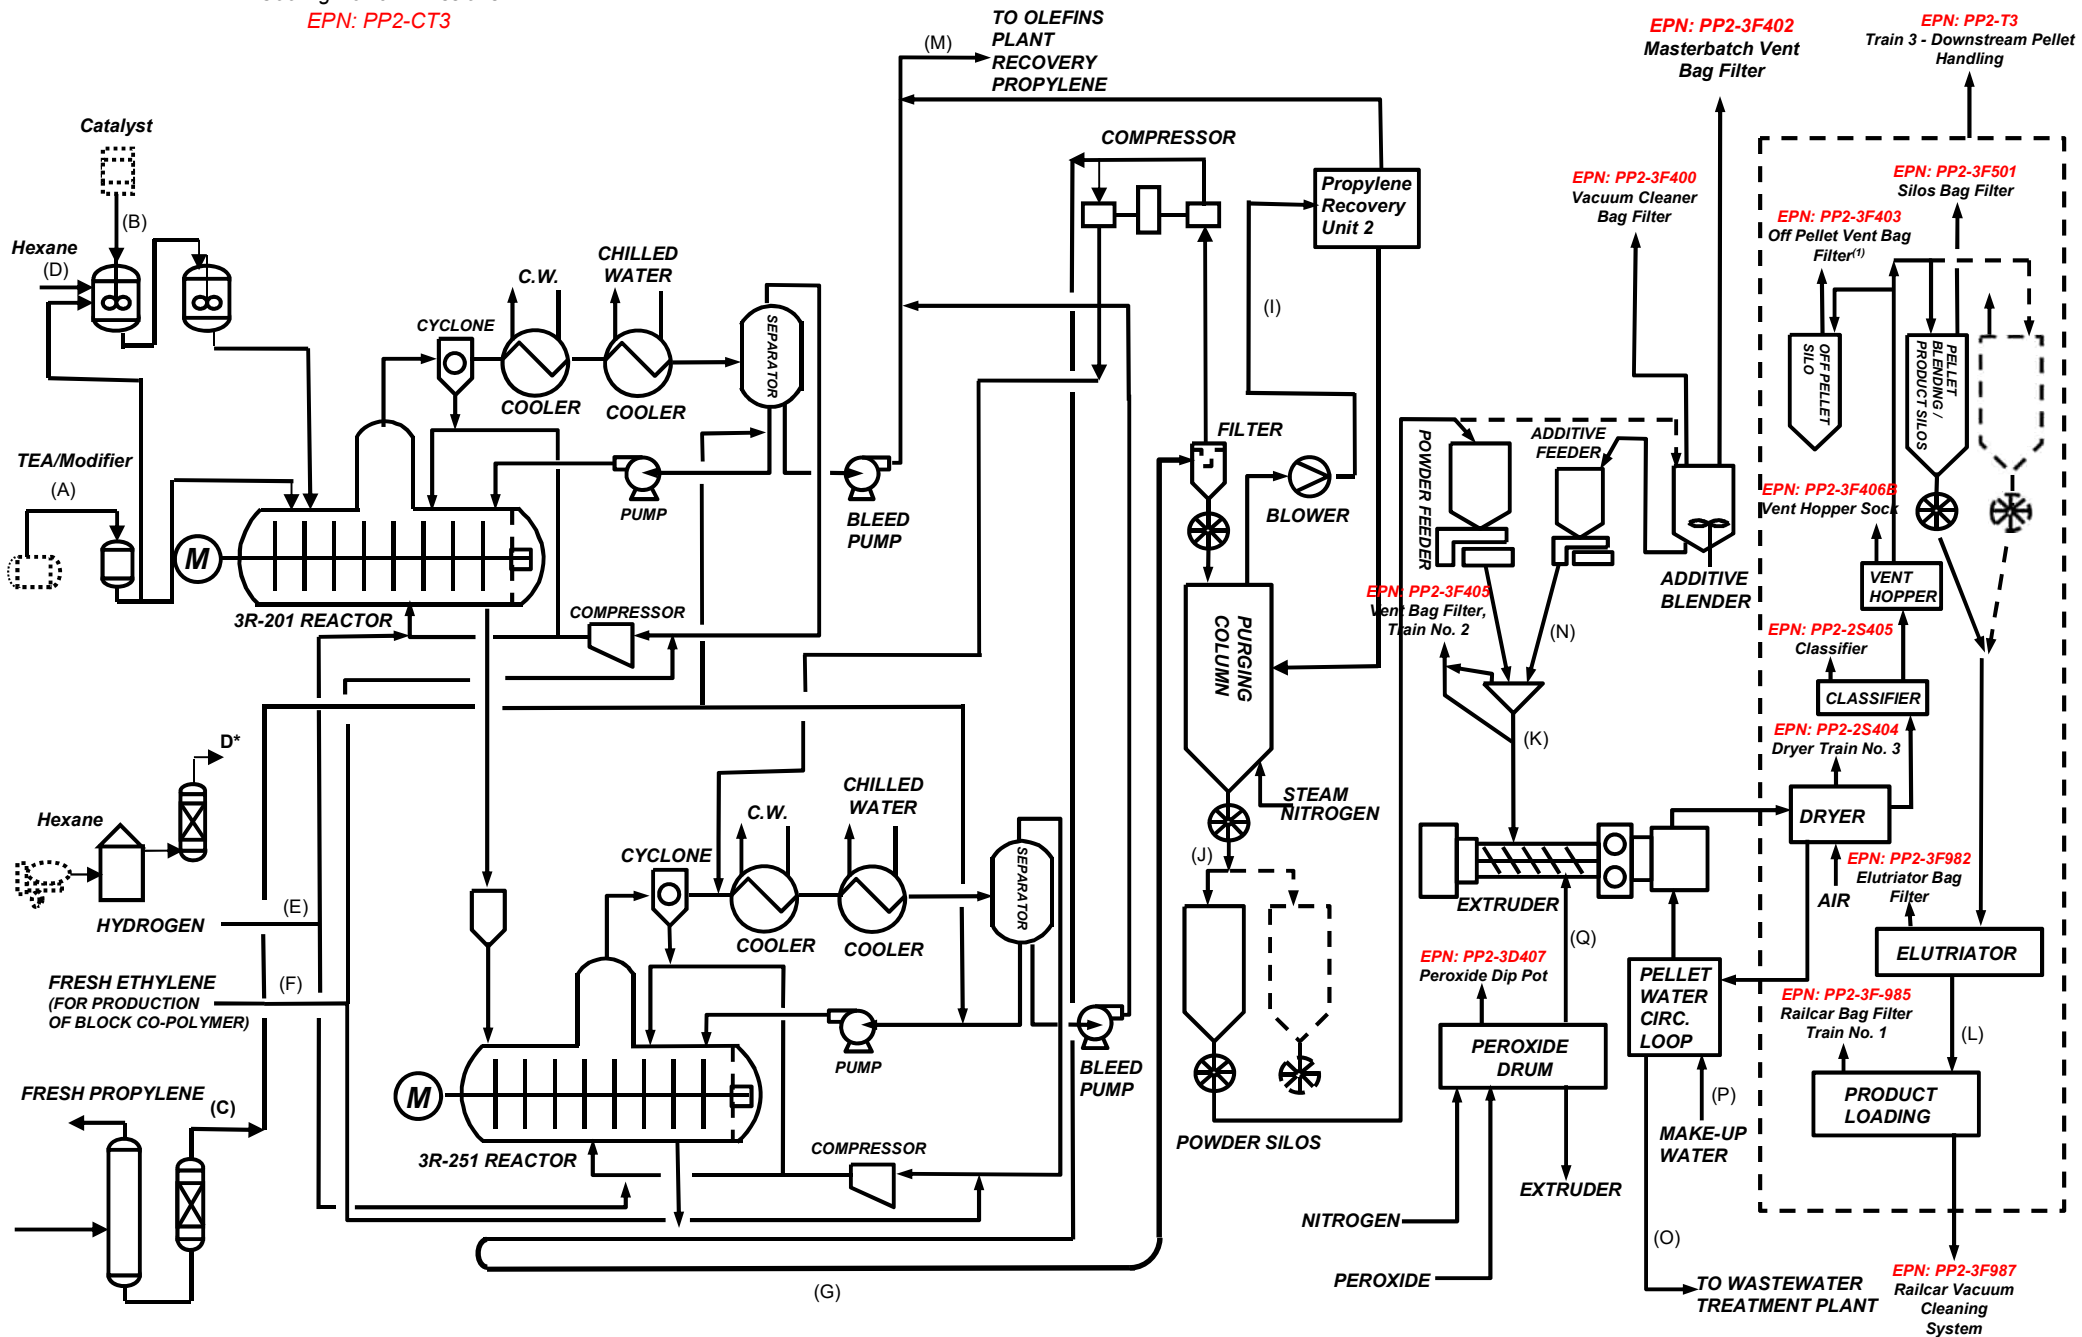 EPN: PP2-CT3
TO OLEFINS
PLANT
RECOVERY
PROPYLENE
(M)
EPN: PP2-3F402
Masterbatch Vent
Bag Filter
EPN: PP2-T3
Train 3 - Downstream Pellet
Handling
Catalyst
(B)
Hexane
(D)
COMPRESSOR
Propylene
Recovery
Unit 2
EPN: PP2-3F400
Vacuum Cleaner
Bag Filter
EPN: PP2-3F501
Silos Bag Filter
EPN: PP2-3F403
Off Pellet Vent Bag
Filter(1)
C.W.
CHILLED
WATER
CYCLONE
COOLER
COOLER
SEPARATOR
(I)
OFF PELLET
SILO
PELLET
BLENDING /
PRODUCT SILOS
TEA/Modifier
(A)
M
PUMP
BLEED
PUMP
FILTER
BLOWER
POWDER FEEDER
ADDITIVE
FEEDER
EPN: PP2-3F406B
Vent Hopper Sock
ADDITIVE
BLENDER
VENT
HOPPER
3R-201 REACTOR
COMPRESSOR
PURGING
COLUMN
EPN: PP2-3F405
Vent Bag Filter,
Train No. 2
(N)
EPN: PP2-2S405
Classifier
CLASSIFIER
(K)
EPN: PP2-2S404
Dryer Train No. 3
D*
Hexane
HYDROGEN
(E)
C.W.
CHILLED
WATER
CYCLONE
COOLER
COOLER
SEPARATOR
STEAM
NITROGEN
(J)
DRYER
AIR
EPN: PP2-3F982
Elutriator Bag
Filter
EXTRUDER
(Q)
ELUTRIATOR
FRESH ETHYLENE
(FOR PRODUCTION
OF BLOCK CO-POLYMER)
(F)
EPN: PP2-3D407
Peroxide Dip Pot
PELLET
WATER
CIRC.
LOOP
EPN: PP2-3F-985
Railcar Bag Filter
Train No. 1
(L)
FRESH PROPYLENE
(C)
M
PUMP
BLEED
PUMP
PEROXIDE
DRUM
(P)
PRODUCT
LOADING
3R-251 REACTOR
COMPRESSOR
POWDER SILOS
MAKE-UP
WATER
EXTRUDER
NITROGEN
(O)
PEROXIDE
(G)
TO WASTEWATER
TREATMENT PLANT
EPN: PP2-3F987
Railcar Vacuum
Cleaning
System